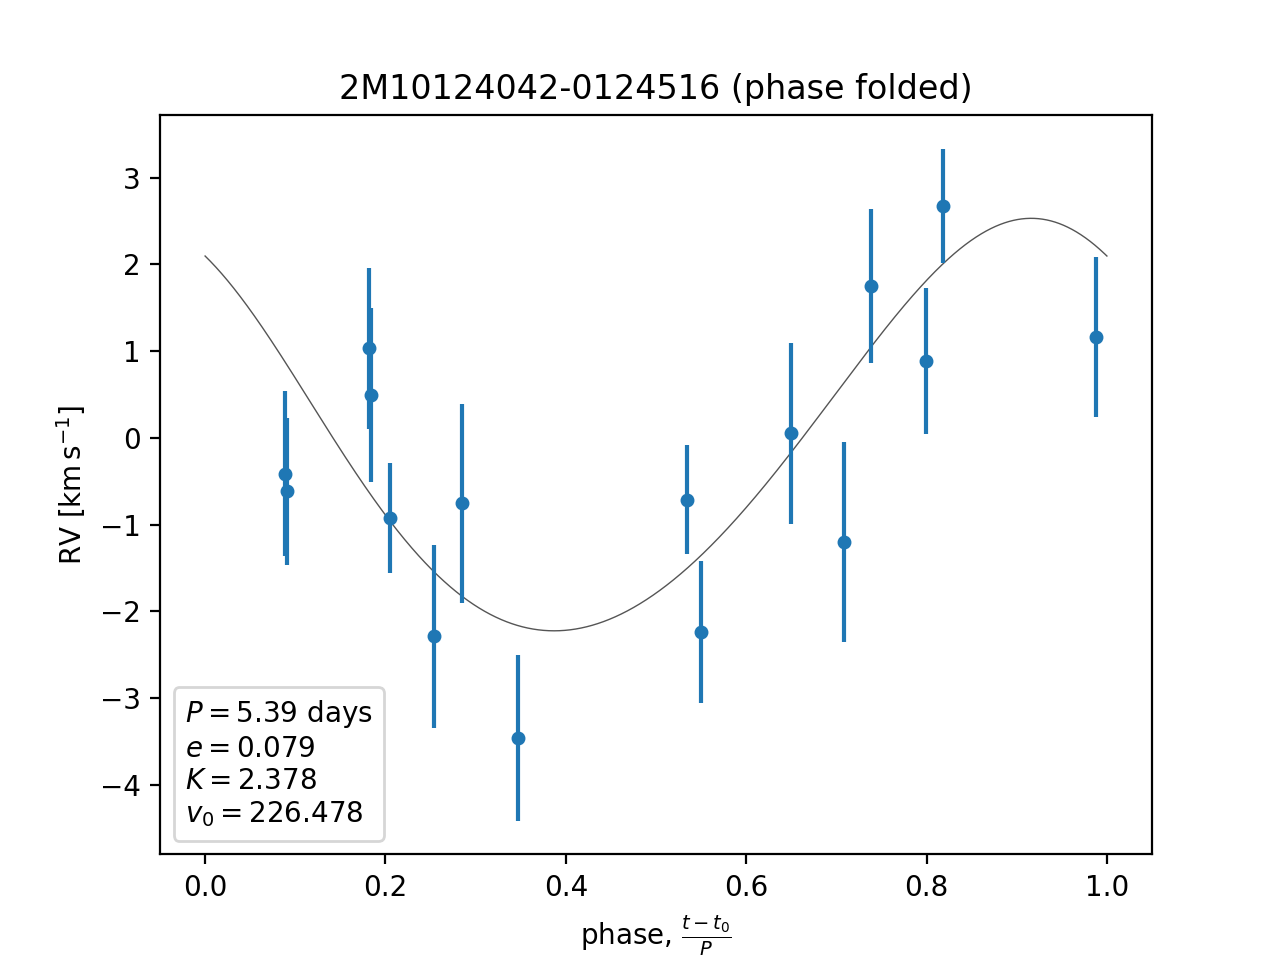 2M10124042-0124516 (phase folded)
RV [km s⁻¹]
3
2
1
0
−1
−2
−3
−4
P = 5.39 days
e = 0.079
K = 2.378
v₀ = 226.478
0.0 0.2 0.4 0.6 0.8 1.0
phase, (t − t₀)/P